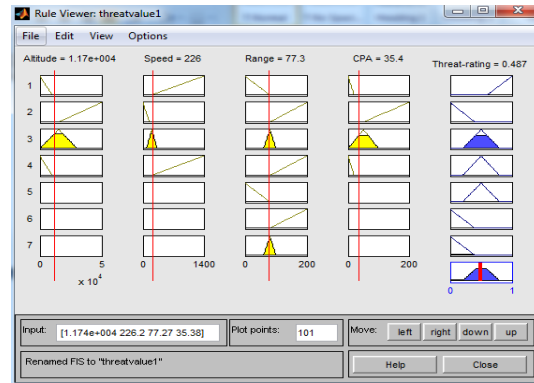 Rule Viewer: threatvalue1
File Edit View Options
Altitude = 1.17e+004 Speed = 226 Range = 77.3 CPA = 35.4 Threat-rating = 0.487
1
2
3
4
5
6
7
0 5 0 1400 0 200 0 200
x 10^4
0 1
Input: [1.174e+004 226.2 77.27 35.38] Plot points: 101 Move: left right down up
Renamed FIS to "threatvalue1" Help Close